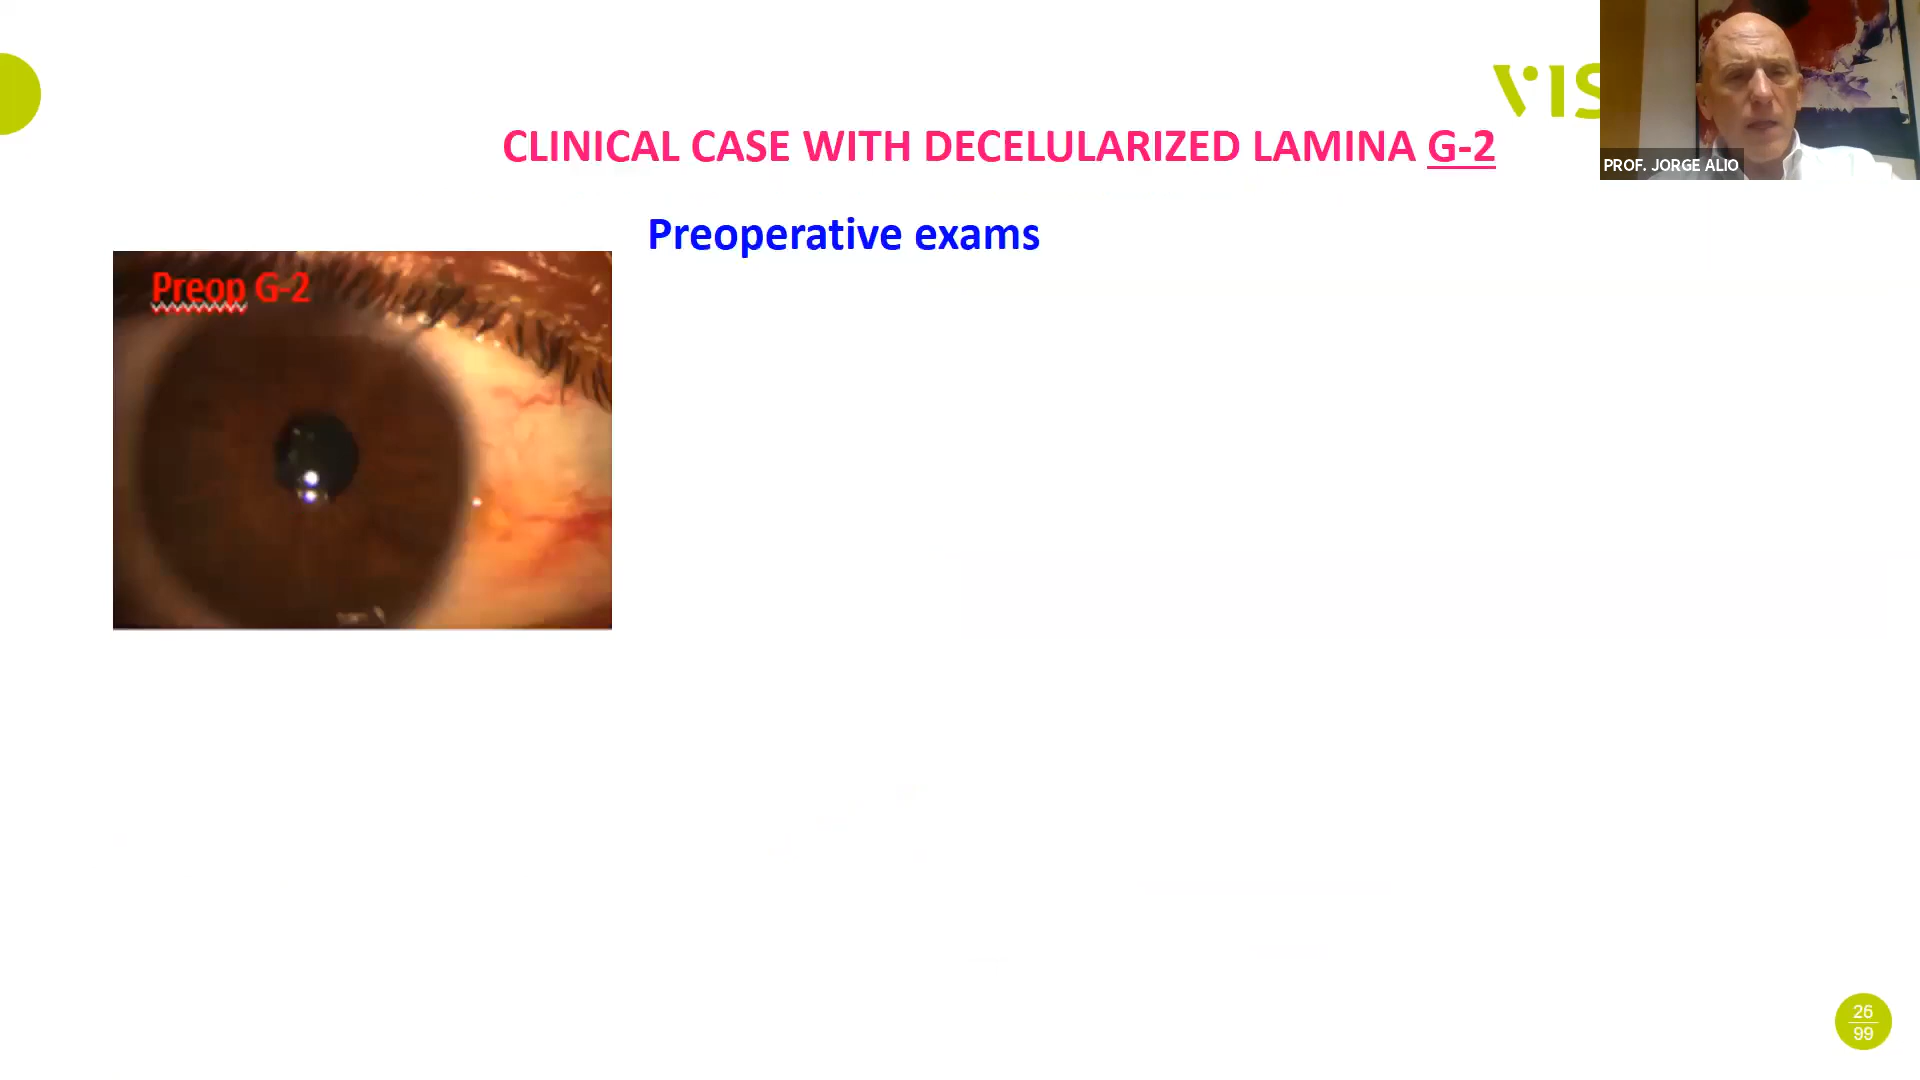 VIS
CLINICAL CASE WITH DECELULARIZED LAMINA G-2
PROF. JORGE ALIO
Preoperative exams
Preop G-2
26
99